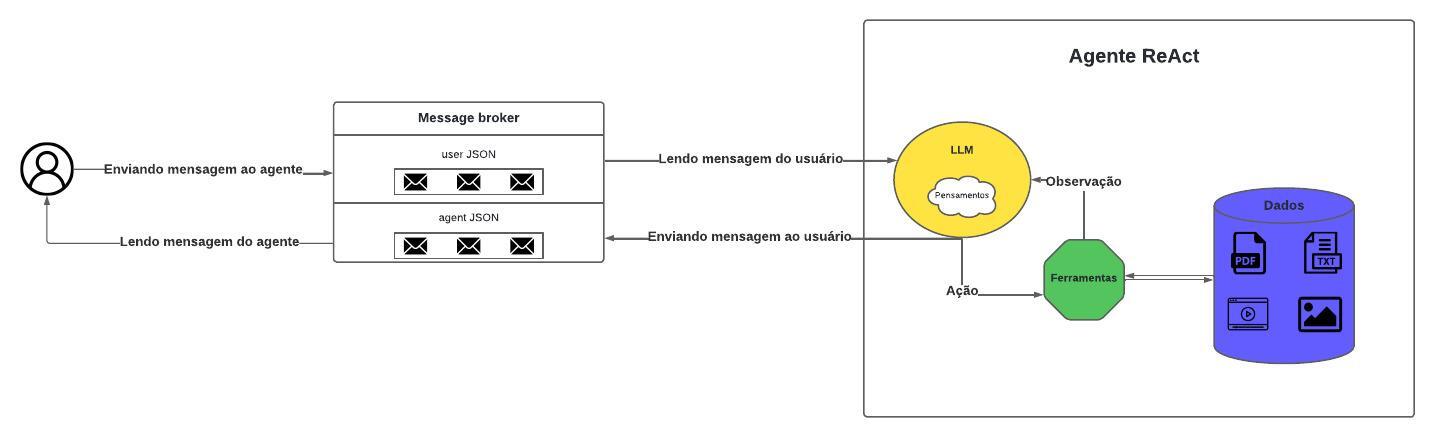 Agente ReAct
Message broker
user JSON
agent JSON
Enviando mensagem ao agente
Lendo mensagem do agente
Lendo mensagem do usuário
Enviando mensagem ao usuário
LLM
Pensamentos
Observação
Ação
Ferramentas
Dados
PDF
TXT